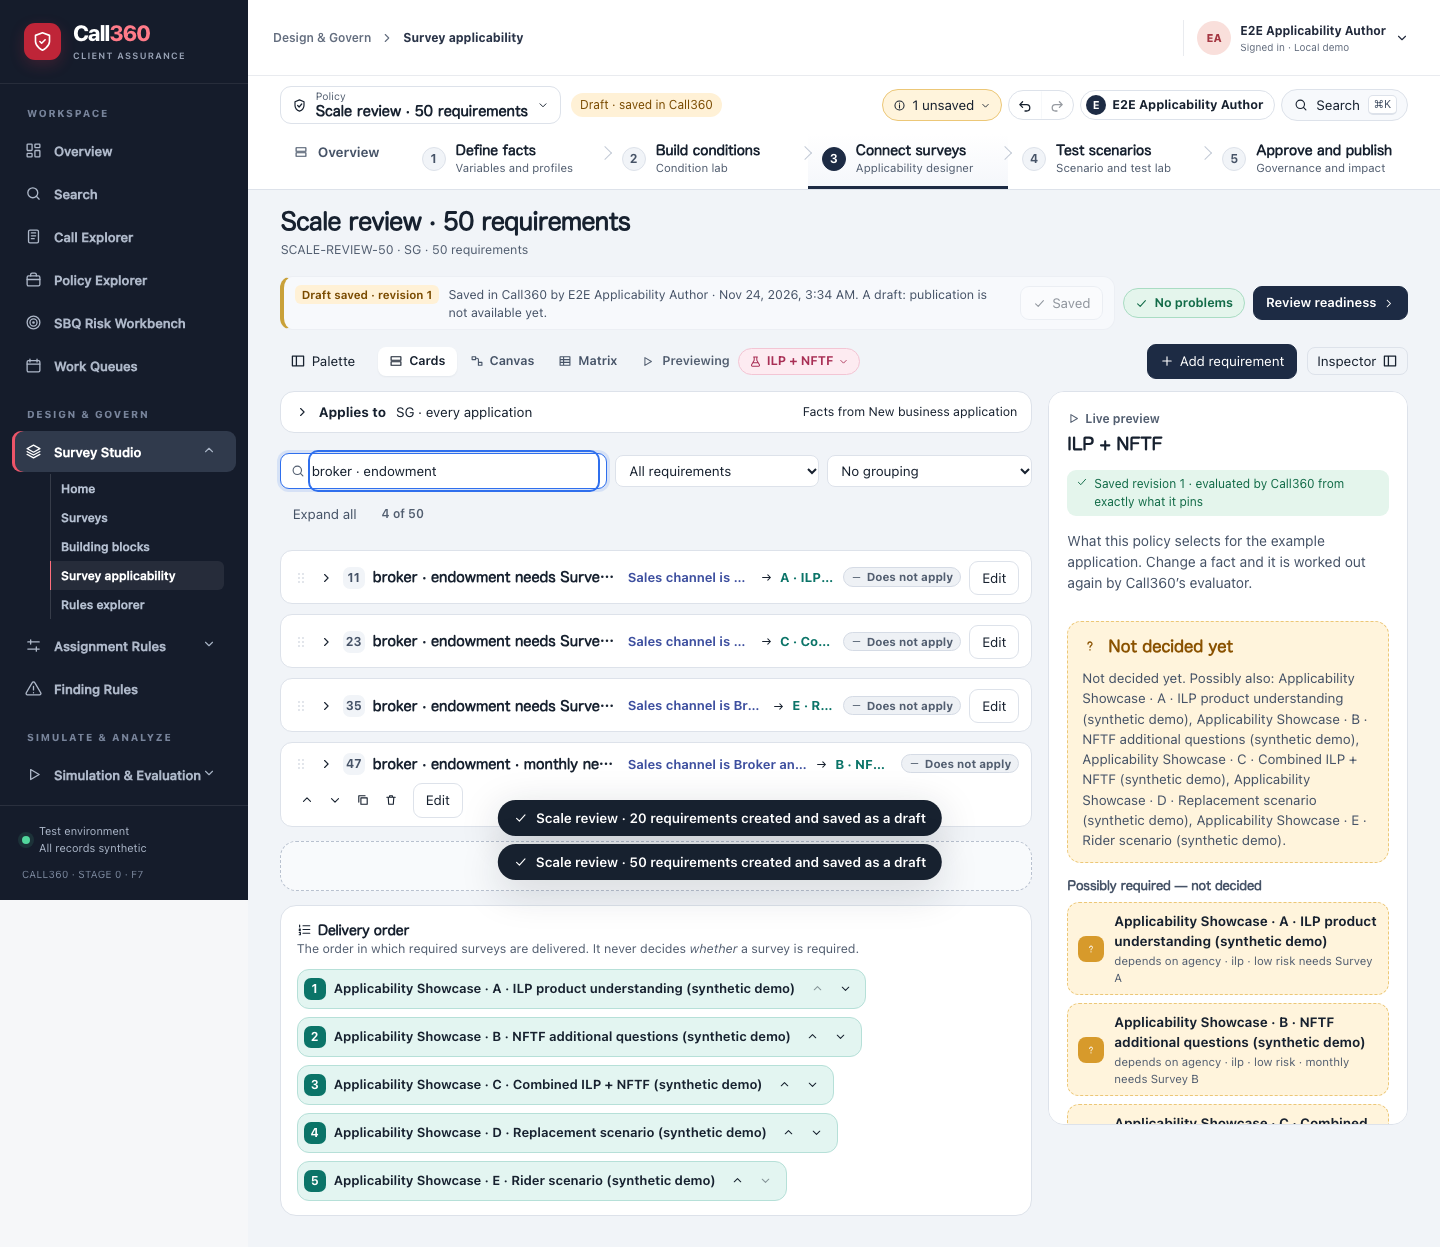 Call360
CLIENT ASSURANCE
WORKSPACE
Overview
Search
Call Explorer
Policy Explorer
SBQ Risk Workbench
Work Queues
DESIGN & GOVERN
Survey Studio
Home
Surveys
Building blocks
Survey applicability
Rules explorer
Assignment Rules
Finding Rules
SIMULATE & ANALYZE
Simulation & Evaluation
Test environment
All records synthetic
CALL360 · STAGE 0 · F7
Design & Govern
Survey applicability
EA
E2E Applicability Author
Signed in · Local demo
Policy
Scale review · 50 requirements
Draft · saved in Call360
1 unsaved
E
E2E Applicability Author
Search
⌘K
Overview
1
Define facts
Variables and profiles
2
Build conditions
Condition lab
3
Connect surveys
Applicability designer
4
Test scenarios
Scenario and test lab
5
Approve and publish
Governance and impact
Scale review · 50 requirements
SCALE-REVIEW-50 · SG · 50 requirements
Draft saved · revision 1
Saved in Call360 by E2E Applicability Author · Nov 24, 2026, 3:34 AM. A draft: publication is
not available yet.
Saved
No problems
Review readiness
Palette
Cards
Canvas
Matrix
Previewing
ILP + NFTF
Add requirement
Inspector
Applies to
SG · every application
Facts from New business application
broker · endowment
All requirements
No grouping
Expand all
4 of 50
11
broker · endowment needs Surve···
Sales channel is ...
→
A · ILP...
— Does not apply
Edit
23
broker · endowment needs Surve···
Sales channel is ...
→
C · Co...
— Does not apply
Edit
35
broker · endowment needs Surve···
Sales channel is Br...
→
E · R...
— Does not apply
Edit
47
broker · endowment · monthly ne···
Sales channel is Broker an...
→
B · NF...
— Does not apply
Edit
Scale review · 20 requirements created and saved as a draft
Scale review · 50 requirements created and saved as a draft
Delivery order
The order in which required surveys are delivered. It never decides whether a survey is required.
1
Applicability Showcase · A · ILP product understanding (synthetic demo)
2
Applicability Showcase · B · NFTF additional questions (synthetic demo)
3
Applicability Showcase · C · Combined ILP + NFTF (synthetic demo)
4
Applicability Showcase · D · Replacement scenario (synthetic demo)
5
Applicability Showcase · E · Rider scenario (synthetic demo)
Live preview
ILP + NFTF
Saved revision 1 · evaluated by Call360 from
exactly what it pins
What this policy selects for the example
application. Change a fact and it is worked out
again by Call360's evaluator.
?
Not decided yet
Not decided yet. Possibly also: Applicability
Showcase · A · ILP product understanding
(synthetic demo), Applicability Showcase · B ·
NFTF additional questions (synthetic demo),
Applicability Showcase · C · Combined ILP +
NFTF (synthetic demo), Applicability
Showcase · D · Replacement scenario
(synthetic demo), Applicability Showcase · E ·
Rider scenario (synthetic demo).
Possibly required — not decided
?
Applicability Showcase · A · ILP product
understanding (synthetic demo)
depends on agency · ilp · low risk needs Survey
A
?
Applicability Showcase · B · NFTF
additional questions (synthetic demo)
depends on agency · ilp · low risk · monthly
needs Survey B
Applicability Showcase · C · Combined